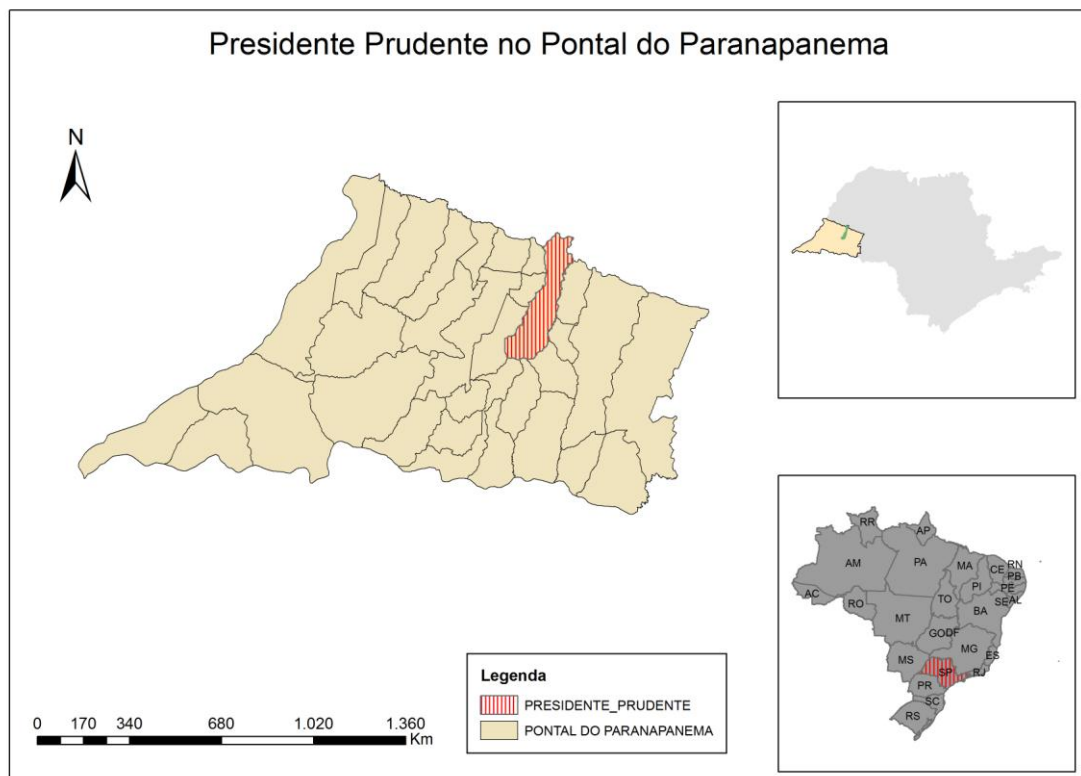 Presidente Prudente no Pontal do Paranapanema
N
RR
AP
AM
PA
MA
CE
RN
PB
PI
PE
AC
TO
SE
AL
RO
BA
MT
GO
DF
MG
ES
MS
SP
RJ
PR
SC
RS
Legenda
PRESIDENTE_PRUDENTE
PONTAL DO PARANAPANEMA
0 170 340 680 1.020 1.360
Km